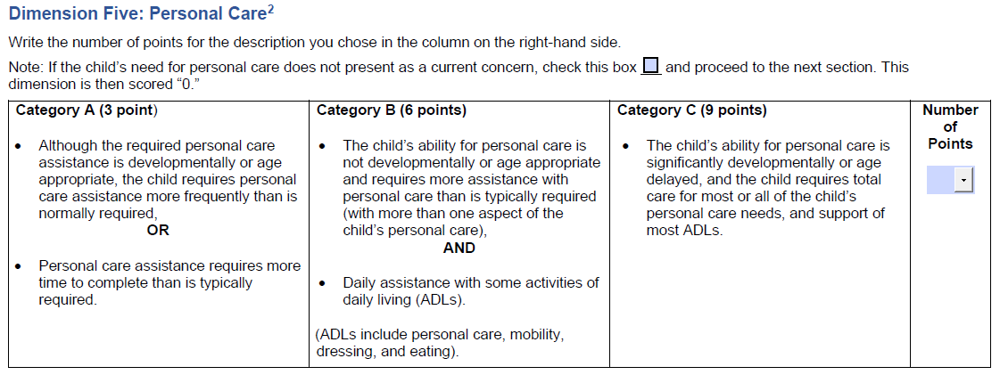 Dimension Five: Personal Care2
Write the number of points for the description you chose in the column on the right-hand side.
Note: If the child’s need for personal care does not present as a current concern, check this box and proceed to the next section. This
dimension is then scored “0.”
Category A (3 point)
• Although the required personal care
assistance is developmentally or age
appropriate, the child requires personal
care assistance more frequently than is
normally required,
OR
• Personal care assistance requires more
time to complete than is typically
required.
Category B (6 points)
• The child’s ability for personal care is
not developmentally or age appropriate
and requires more assistance with
personal care than is typically required
(with more than one aspect of the
child’s personal care),
AND
• Daily assistance with some activities of
daily living (ADLs).
(ADLs include personal care, mobility,
dressing, and eating).
Category C (9 points)
• The child’s ability for personal care is
significantly developmentally or age
delayed, and the child requires total
care for most or all of the child’s
personal care needs, and support of
most ADLs.
Number
of
Points